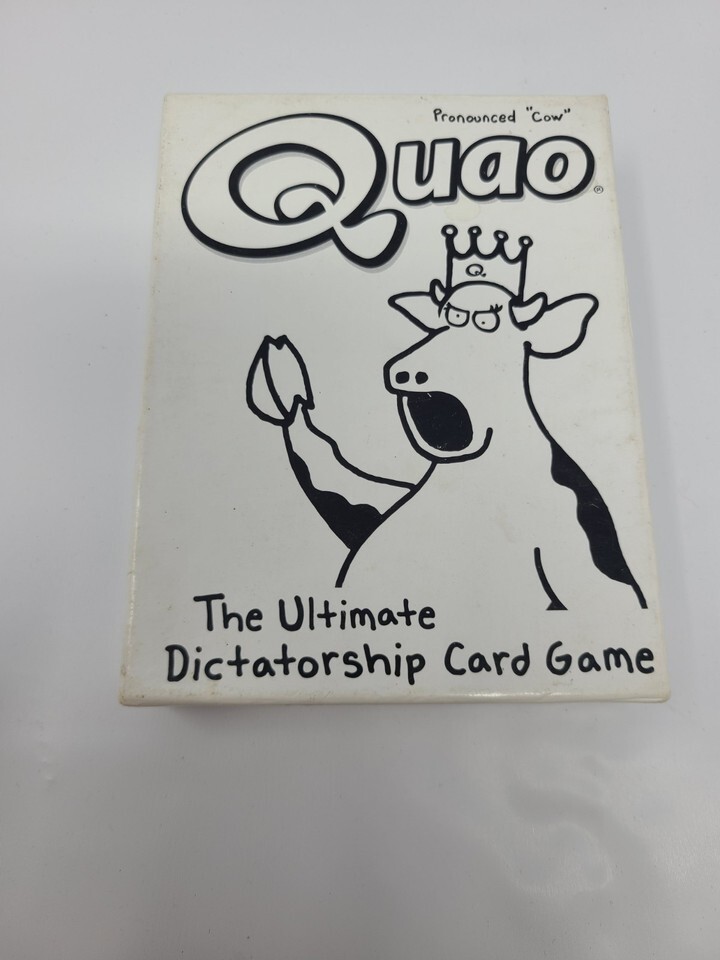 Pronounced "Cow"
Quao®
Q
The Ultimate
Dictatorship Card Game